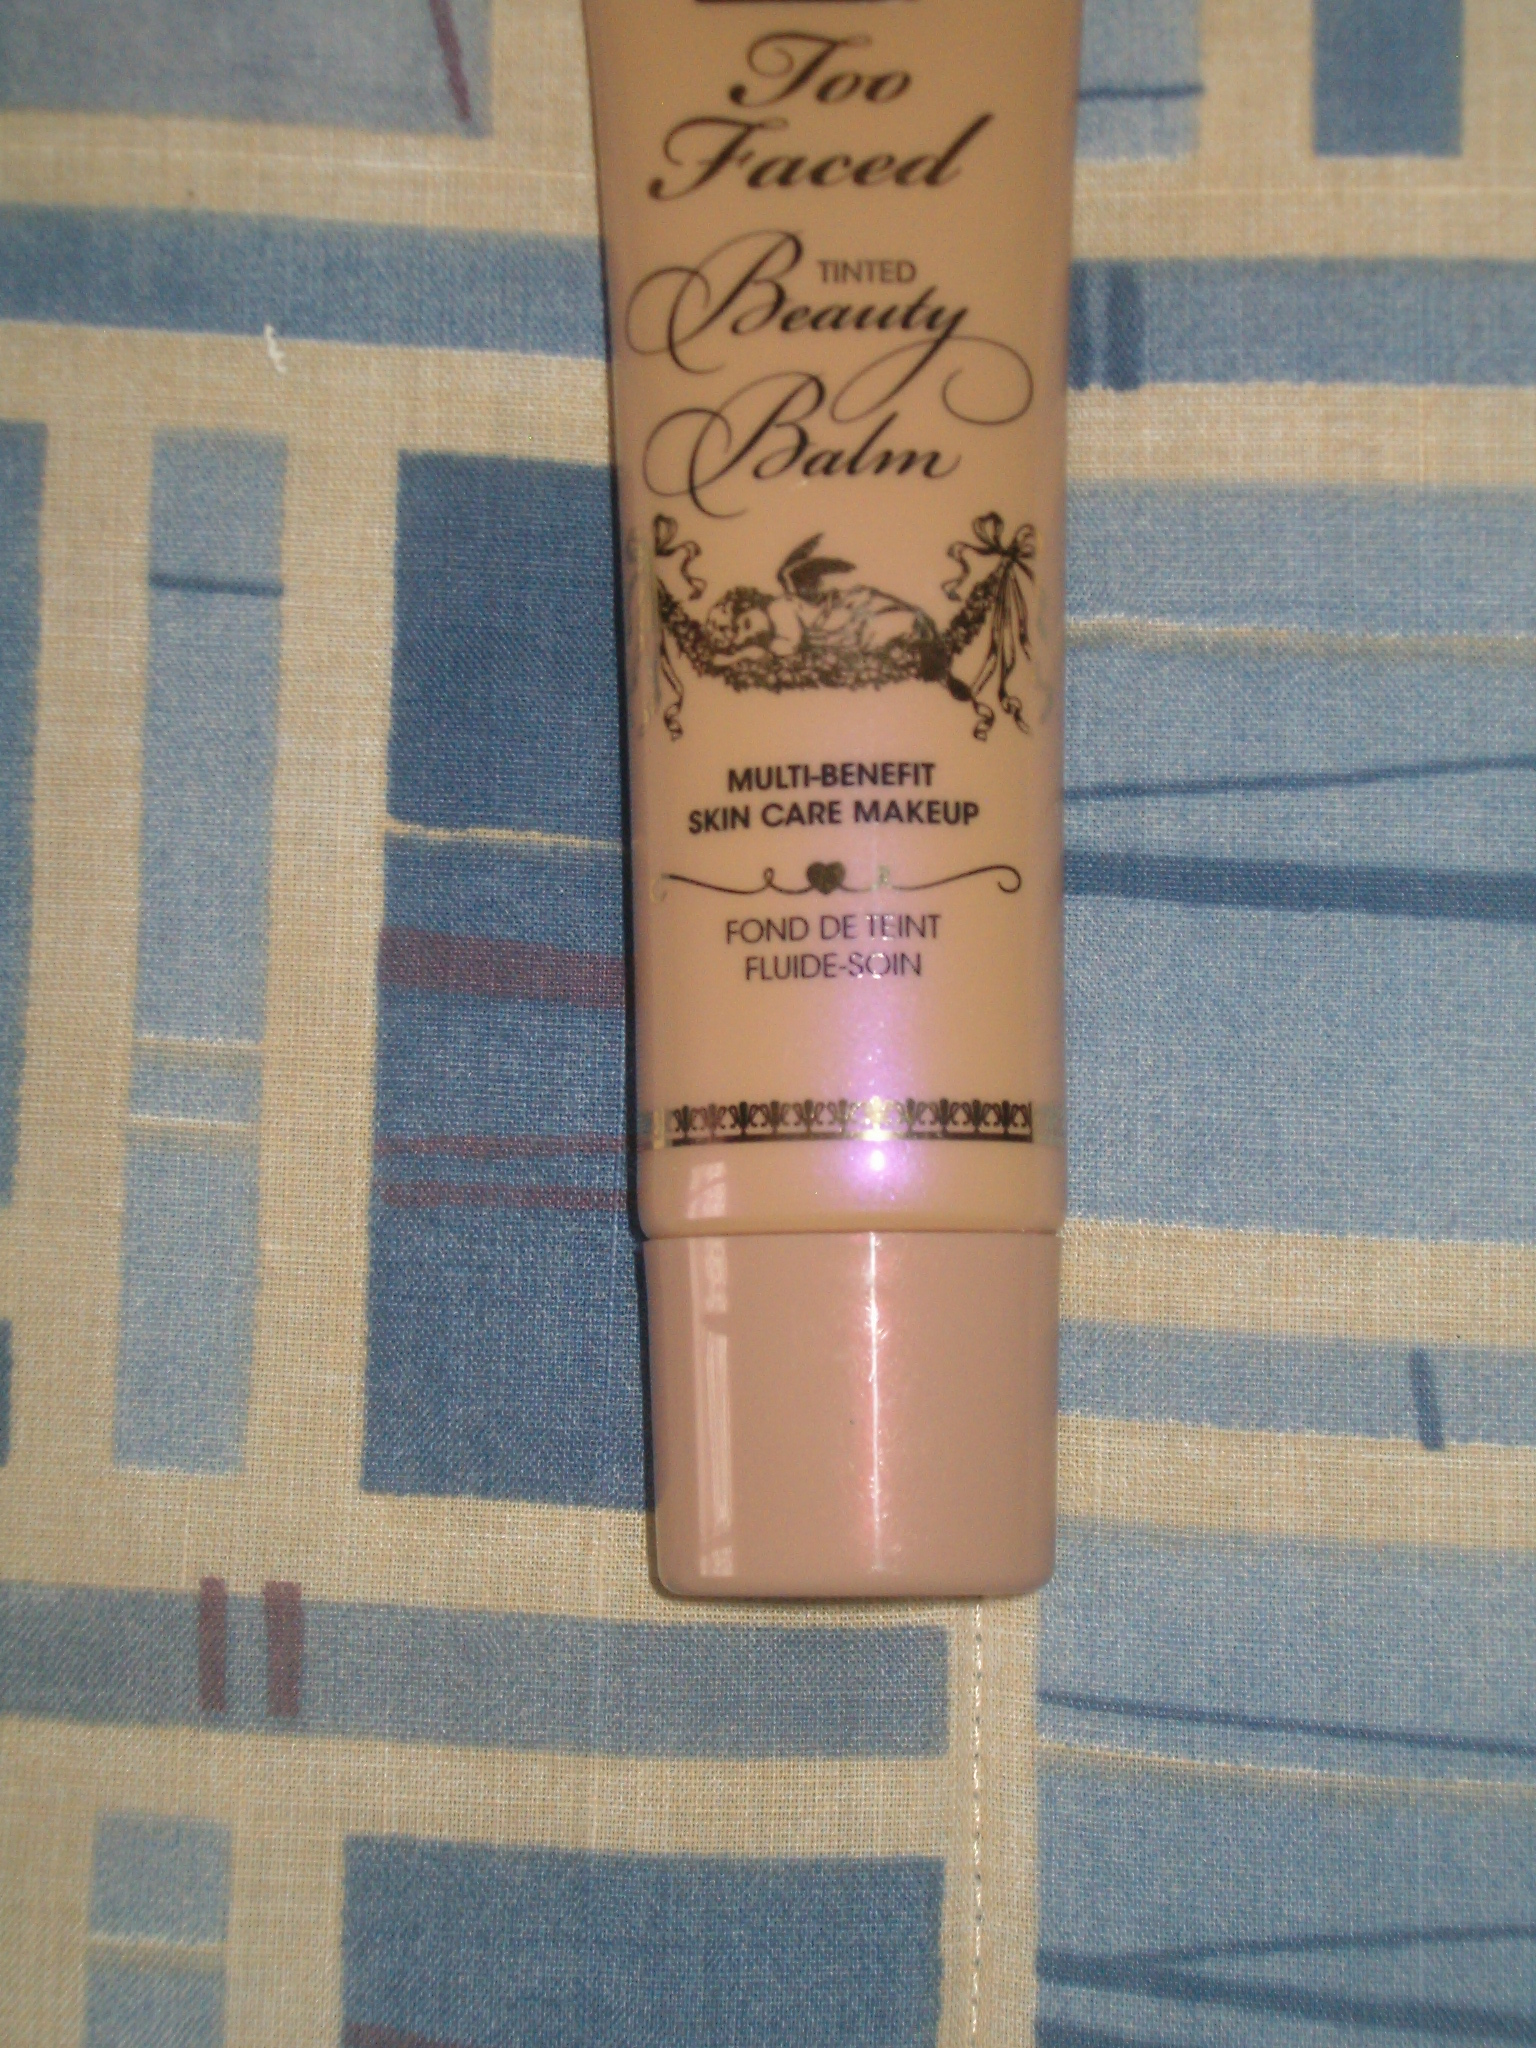 Too
Faced
TINTED
Beauty
Balm
MULTI-BENEFIT
SKIN CARE MAKEUP
FOND DE TEINT
FLUIDE-SOIN